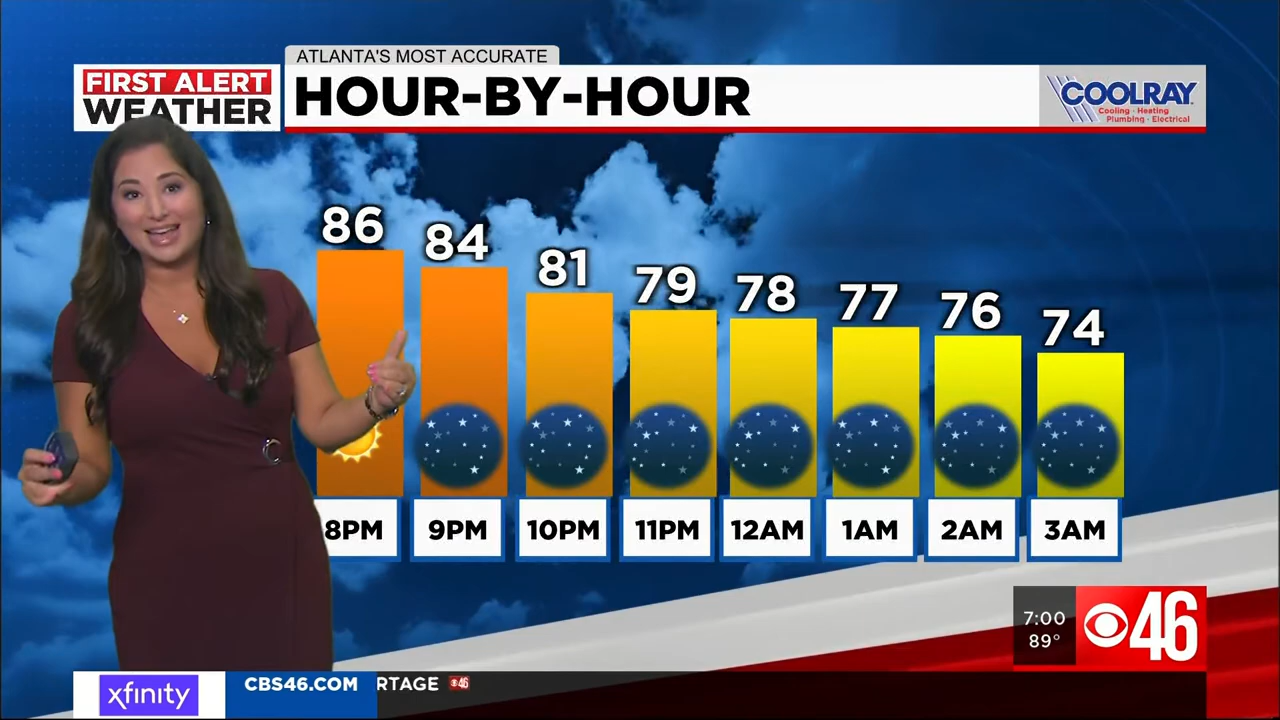 ATLANTA'S MOST ACCURATE
FIRST ALERT
WEATHER
HOUR-BY-HOUR
COOLRAY
Cooling · Heating
Plumbing · Electrical
86 84 81 79 78 77 76 74
8PM 9PM 10PM 11PM 12AM 1AM 2AM 3AM
7:00
89°
46
xfinity
CBS46.COM
RTAGE
46